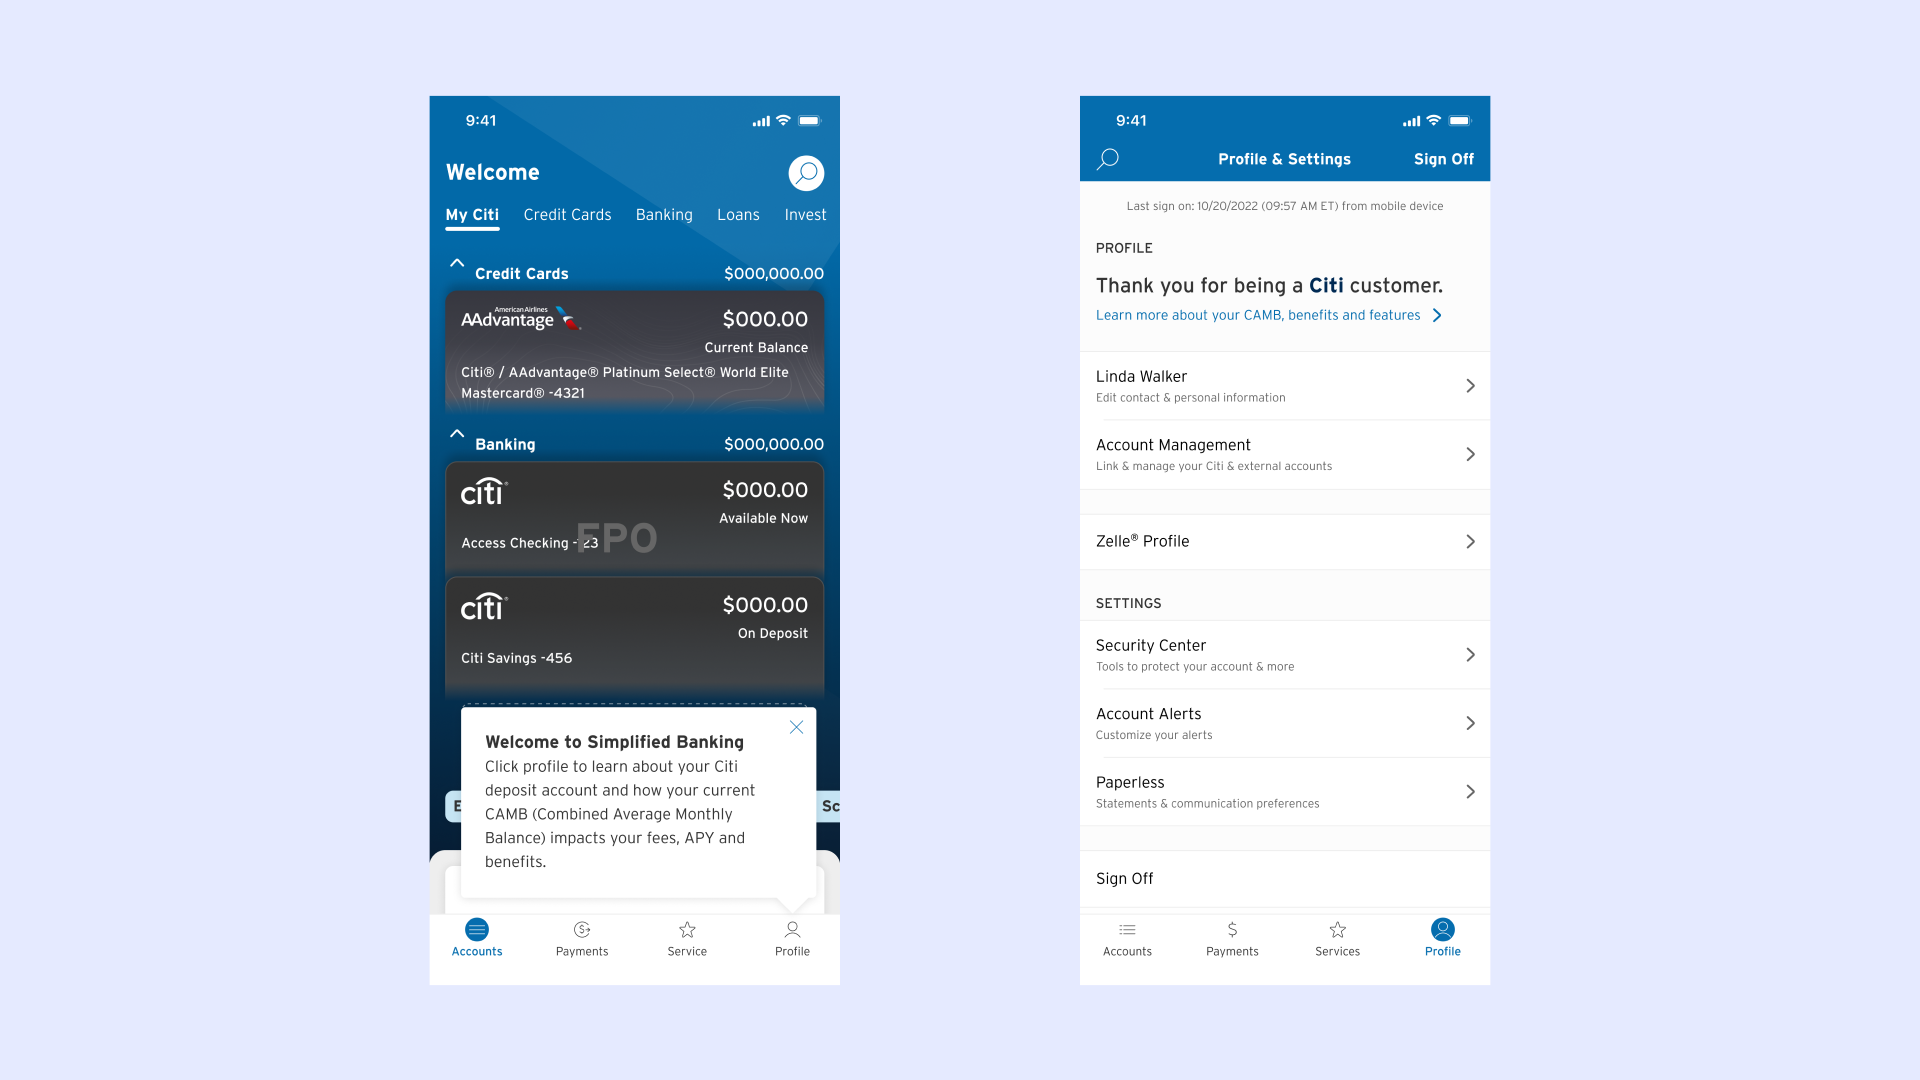 9:41
Welcome
My Citi Credit Cards Banking Loans Invest
Credit Cards $000,000.00
American Airlines
AAdvantage $000.00
Current Balance
Citi® / AAdvantage® Platinum Select® World Elite
Mastercard® -4321
Banking $000,000.00
citi® $000.00
Available Now
FPO
Access Checking -123
citi® $000.00
On Deposit
Citi Savings -456
Welcome to Simplified Banking
Click profile to learn about your Citi
deposit account and how your current
CAMB (Combined Average Monthly
Balance) impacts your fees, APY and
benefits.
E Sc
Accounts Payments Service Profile
9:41
Profile & Settings Sign Off
Last sign on: 10/20/2022 (09:57 AM ET) from mobile device
PROFILE
Thank you for being a Citi customer.
Learn more about your CAMB, benefits and features
Linda Walker
Edit contact & personal information
Account Management
Link & manage your Citi & external accounts
Zelle® Profile
SETTINGS
Security Center
Tools to protect your account & more
Account Alerts
Customize your alerts
Paperless
Statements & communication preferences
Sign Off
Accounts Payments Services Profile